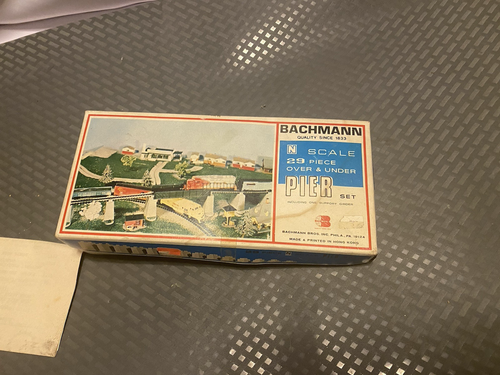 BACHMANN
QUALITY SINCE 1833
N SCALE
29 PIECE
OVER & UNDER
PIER SET
BACHMANN BROS. INC. PHILA., PA. 19124
MADE & PRINTED IN HONG KONG